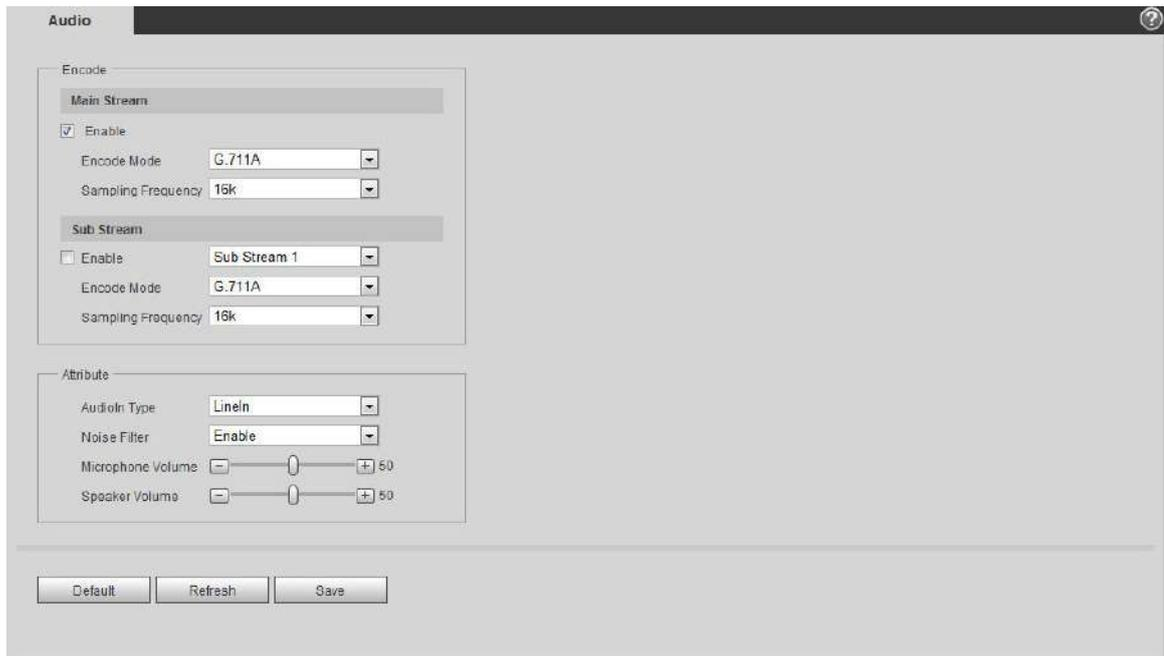 Audio
?
Encode
Main Stream
Enable
Encode Mode G.711A
Sampling Frequency 16k
Sub Stream
Enable Sub Stream 1
Encode Mode G.711A
Sampling Frequency 16k
Attribute
AudioIn Type LineIn
Noise Filter Enable
Microphone Volume 50
Speaker Volume 50
Default Refresh Save